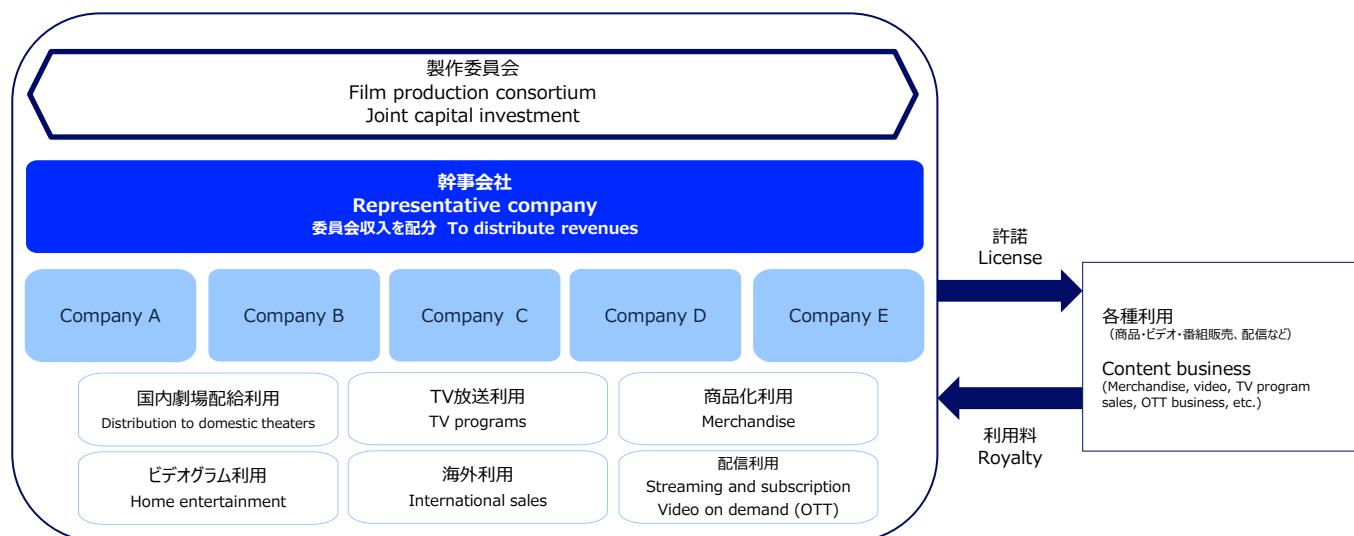 製作委員会
Film production consortium
Joint capital investment
幹事会社
Representative company
委員会収入を配分 To distribute revenues
Company A
Company B
Company C
Company D
Company E
国内劇場配給利用
Distribution to domestic theaters
TV放送利用
TV programs
商品化利用
Merchandise
ビデオグラム利用
Home entertainment
海外利用
International sales
配信利用
Streaming and subscription
Video on demand (OTT)
許諾
License
利用料
Royalty
各種利用
(商品・ビデオ・番組販売、配信など)
Content business
(Merchandise, video, TV program
sales, OTT business, etc.)